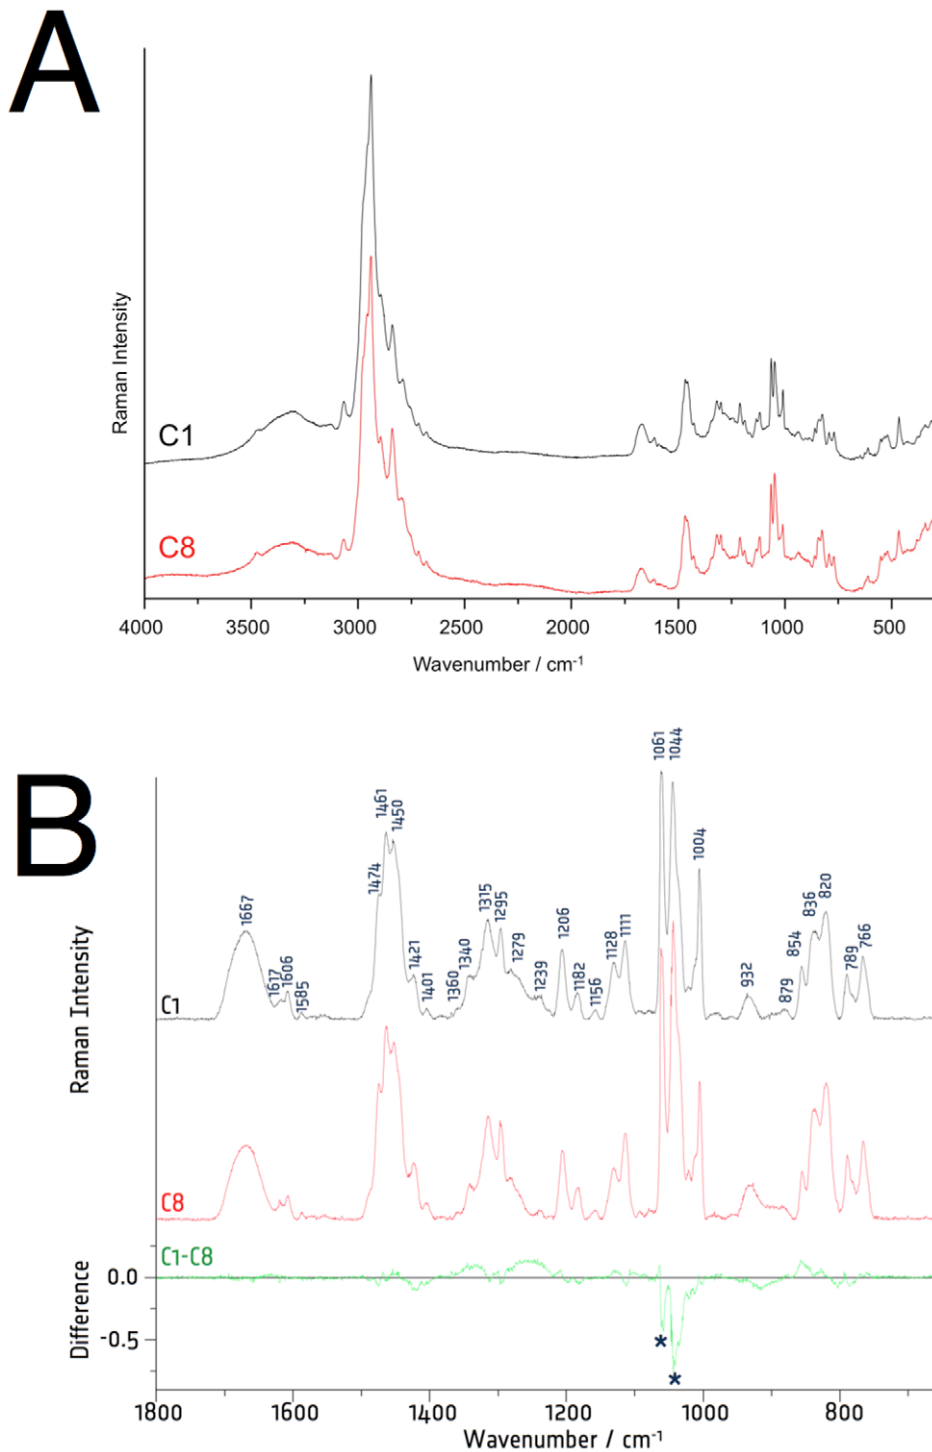 A
Raman Intensity
C1
C8
4000 3500 3000 2500 2000 1500 1000 500
Wavenumber / cm-1
B
Raman Intensity
1667
1617
1606
1585
1474
1461
1450
1421
1401
1360
1340
1315
1295
1279
1239
1206
1182
1156
1128
1111
1061
1044
1004
932
879
854
836
820
789
766
C1
C8
C1-C8
Difference
0.0
-0.5
*
*
1800 1600 1400 1200 1000 800
Wavenumber / cm-1